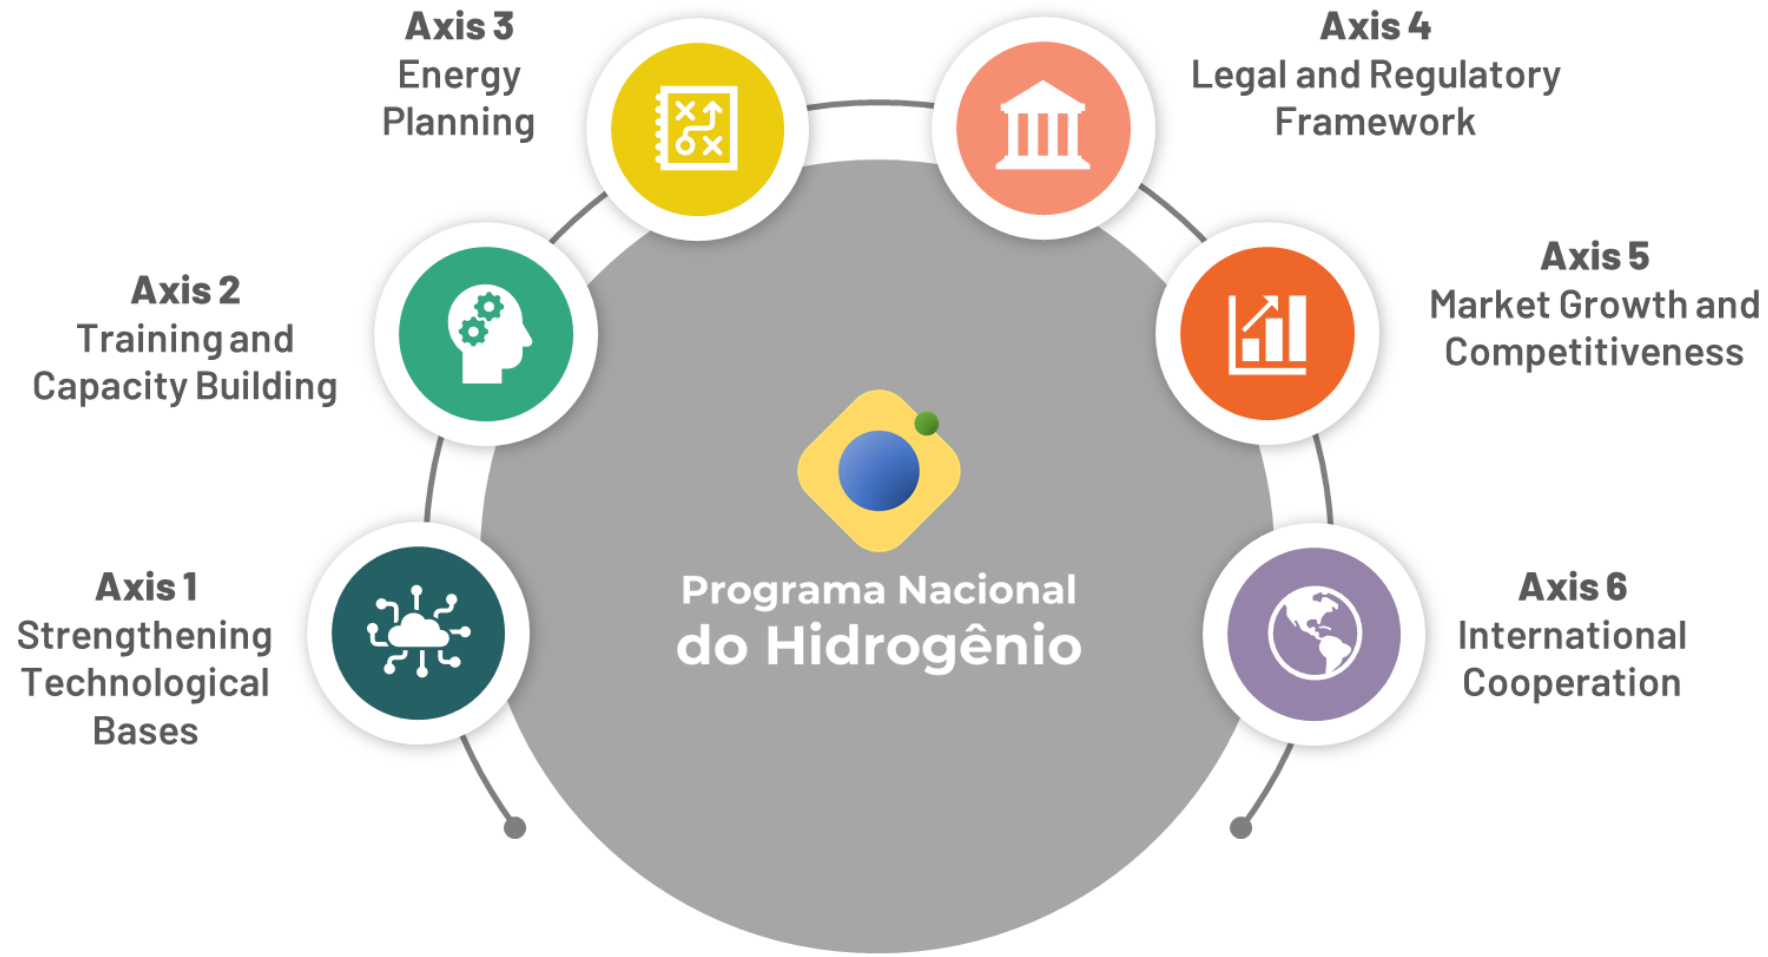 Axis 1
Strengthening
Technological
Bases
Axis 2
Training and
Capacity Building
Axis 3
Energy
Planning
Axis 4
Legal and Regulatory
Framework
Axis 5
Market Growth and
Competitiveness
Axis 6
International
Cooperation
Programa Nacional
do Hidrogênio